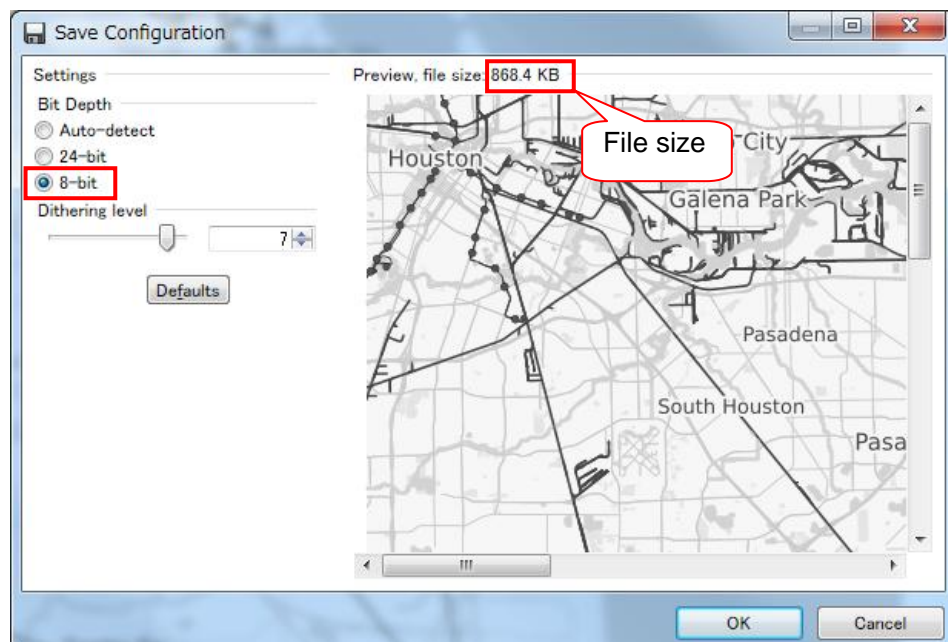 Save Configuration
Settings
Bit Depth
Auto-detect
24-bit
8-bit
Dithering level
7
Defaults
Preview, file size: 868.4 KB
File size
City
Houston
Galena Park
Pasadena
South Houston
Pasa
OK
Cancel